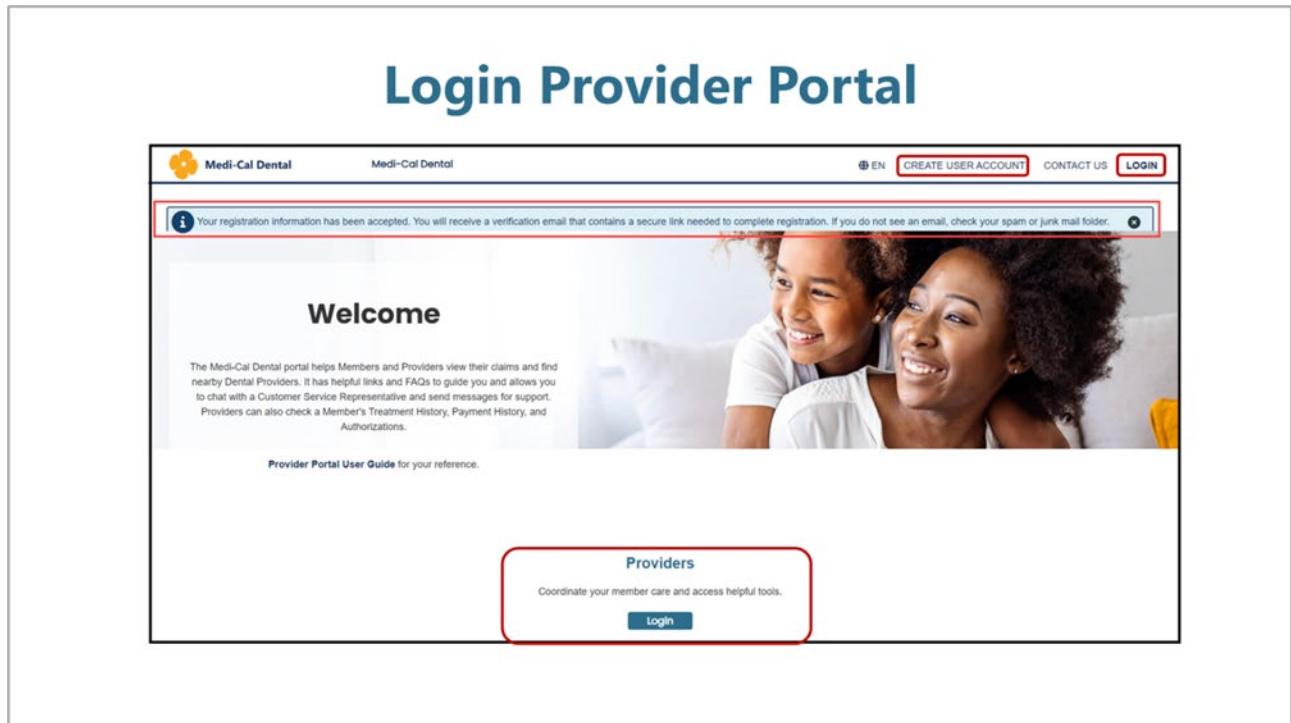 Login Provider Portal
Medi-Cal Dental
Medi-Cal Dental
EN
CREATE USER ACCOUNT
CONTACT US
LOGIN
Your registration information has been accepted. You will receive a verification email that contains a secure link needed to complete registration. If you do not see an email, check your spam or junk mail folder.
Welcome
The Medi-Cal Dental portal helps Members and Providers view their claims and find
nearby Dental Providers. It has helpful links and FAQs to guide you and allows you
to chat with a Customer Service Representative and send messages for support.
Providers can also check a Member's Treatment History, Payment History, and
Authorizations.
Provider Portal User Guide for your reference.
Providers
Coordinate your member care and access helpful tools.
Login